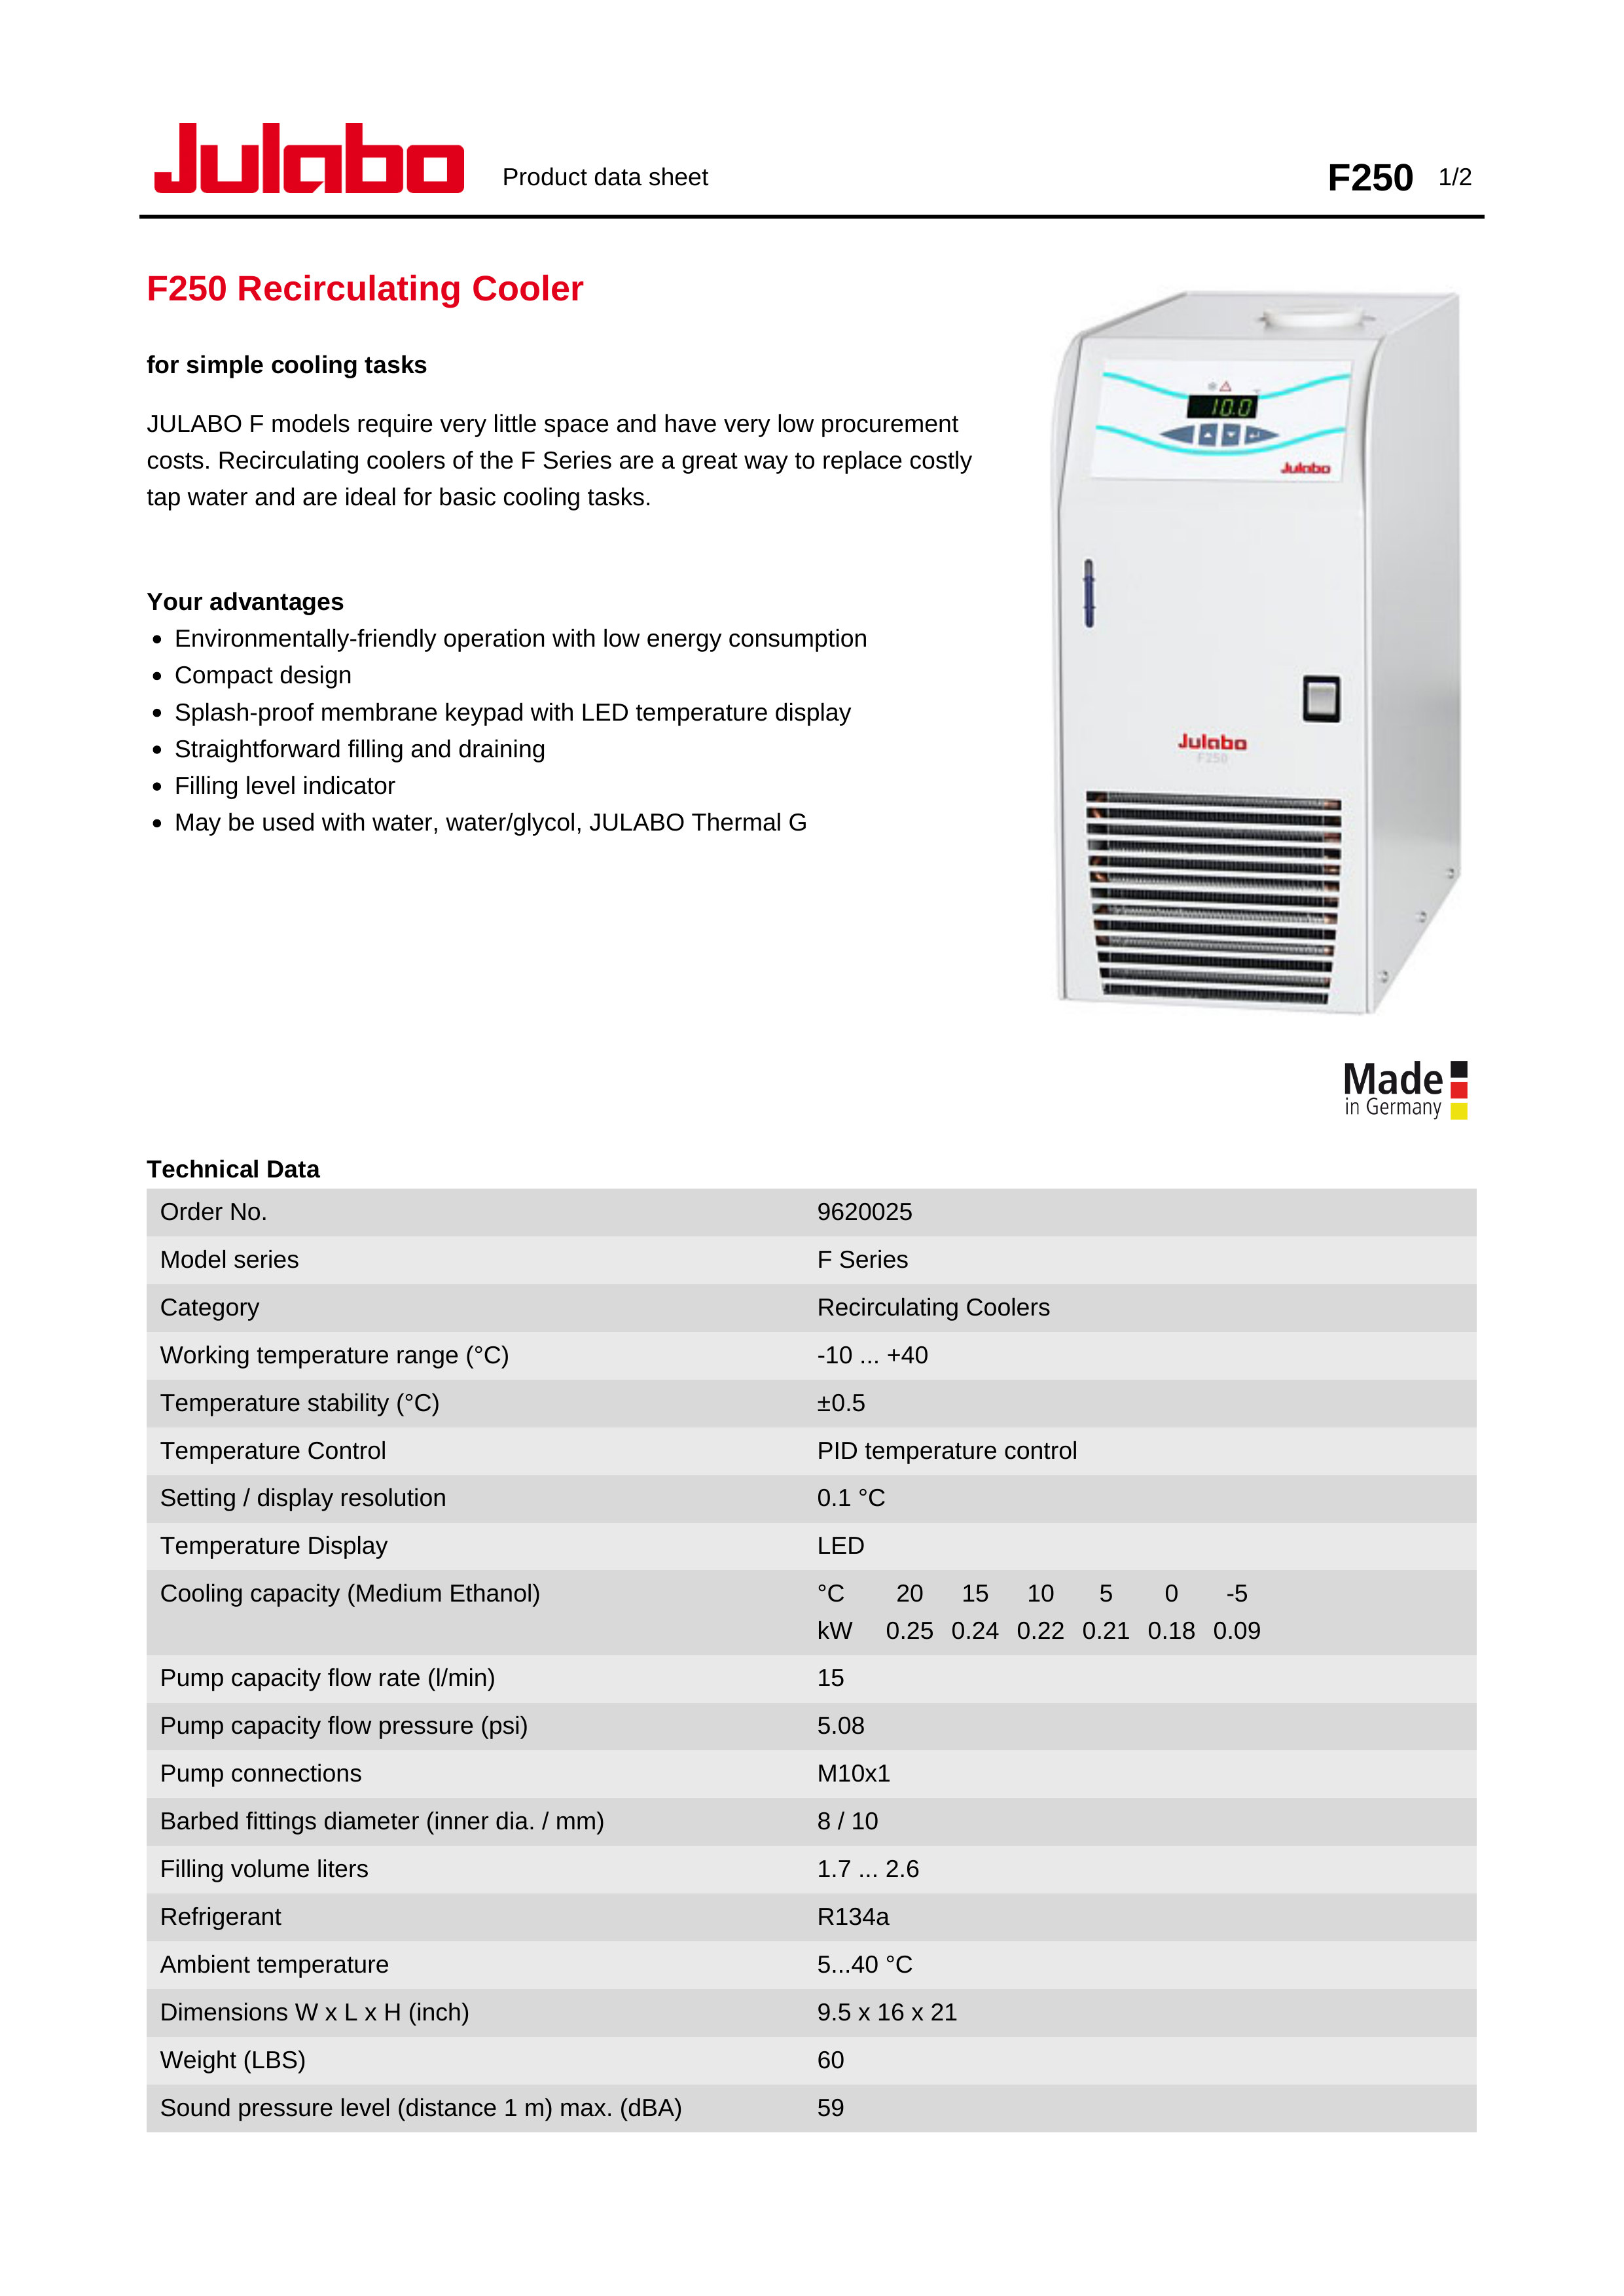 Julabo Product data sheet F250 1/2
F250 Recirculating Cooler
for simple cooling tasks
JULABO F models require very little space and have very low procurement
costs. Recirculating coolers of the F Series are a great way to replace costly
tap water and are ideal for basic cooling tasks.
Your advantages
• Environmentally-friendly operation with low energy consumption
• Compact design
• Splash-proof membrane keypad with LED temperature display
• Straightforward filling and draining
• Filling level indicator
• May be used with water, water/glycol, JULABO Thermal G
10.0
Julabo
Julabo
F250
Made
in Germany
Technical Data
Order No. 9620025
Model series F Series
Category Recirculating Coolers
Working temperature range (°C) -10 ... +40
Temperature stability (°C) ±0.5
Temperature Control PID temperature control
Setting / display resolution 0.1 °C
Temperature Display LED
Cooling capacity (Medium Ethanol) °C 20 15 10 5 0 -5
kW 0.25 0.24 0.22 0.21 0.18 0.09
Pump capacity flow rate (l/min) 15
Pump capacity flow pressure (psi) 5.08
Pump connections M10x1
Barbed fittings diameter (inner dia. / mm) 8 / 10
Filling volume liters 1.7 ... 2.6
Refrigerant R134a
Ambient temperature 5...40 °C
Dimensions W x L x H (inch) 9.5 x 16 x 21
Weight (LBS) 60
Sound pressure level (distance 1 m) max. (dBA) 59